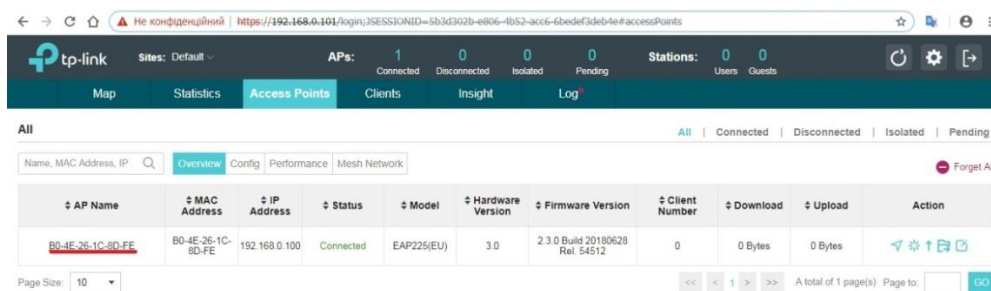 Не конфіденційний | https://192.168.0.101/login;JSESSIONID=5b3d302b-e806-4b52-acc6-6bedef3deb4e#accessPoints
tp-link Sites: Default APs: 1 Connected 0 Disconnected 0 Isolated 0 Pending Stations: 0 Users 0 Guests
Map Statistics Access Points Clients Insight Log
All All | Connected | Disconnected | Isolated | Pending
Name, MAC Address, IP Overview Config Performance Mesh Network Forget Al
AP Name MAC Address IP Address Status Model Hardware Version Firmware Version Client Number Download Upload Action
B0-4E-26-1C-8D-FE B0-4E-26-1C-8D-FE 192.168.0.100 Connected EAP225(EU) 3.0 2.3.0 Build 20180628 Rel. 54512 0 0 Bytes 0 Bytes
Page Size: 10 << < 1 > >> A total of 1 page(s) Page to: GO